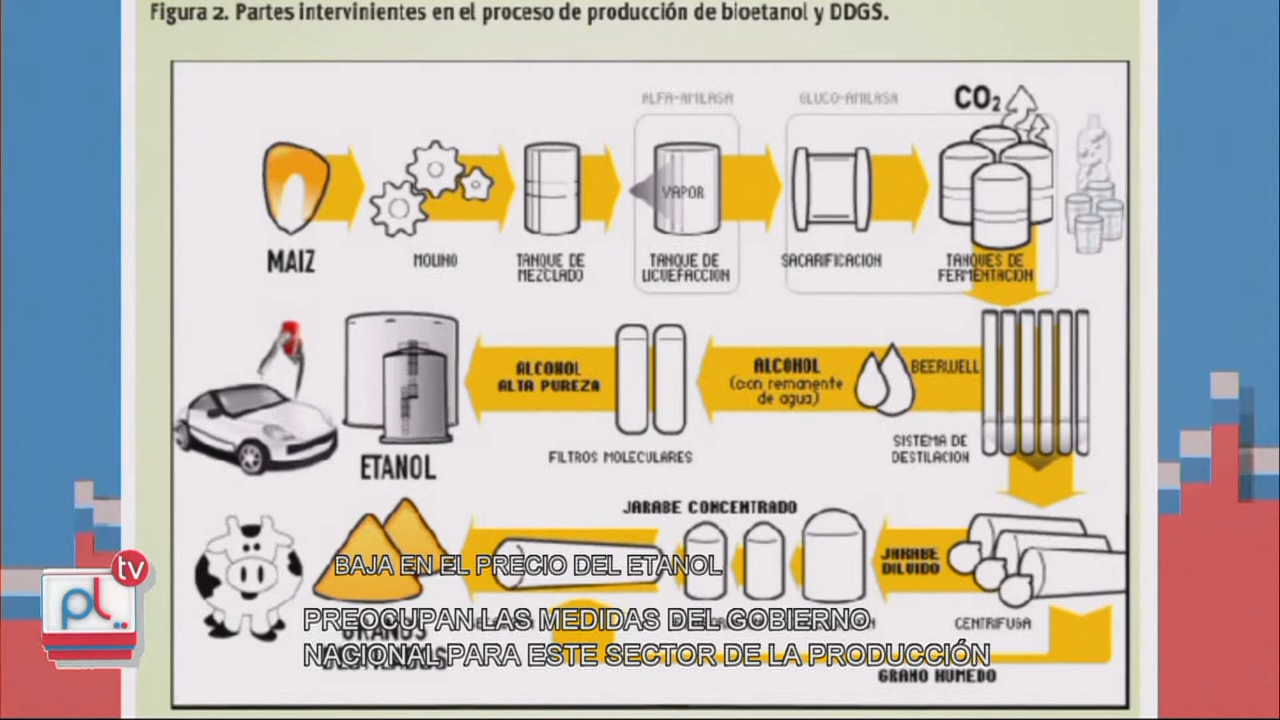 Figura 2. Partes intervinientes en el proceso de producción de bioetanol y DDGS.
ALFA-AMILASA
GLUCO-AMILASA
CO2
VAPOR
MAIZ
MOLINO
TANQUE DE
MEZCLADO
TANQUE DE
LICUEFACCION
SACARIFICACION
TANQUES DE
FERMENTACION
ALCOHOL
ALTA PUREZA
ALCOHOL
(con remanente
de agua)
BEERWELL
ETANOL
FILTROS MOLECULARES
SISTEMA DE
DESTILACION
JARABE CONCENTRADO
JARABE
DILUIDO
tv
pl..
BAJA EN EL PRECIO DEL ETANOL
PREOCUPAN LAS MEDIDAS DEL GOBIERNO
NACIONAL PARA ESTE SECTOR DE LA PRODUCCIÓN
GRANOS
CENTRIFUGA
GRANO HUMEDO